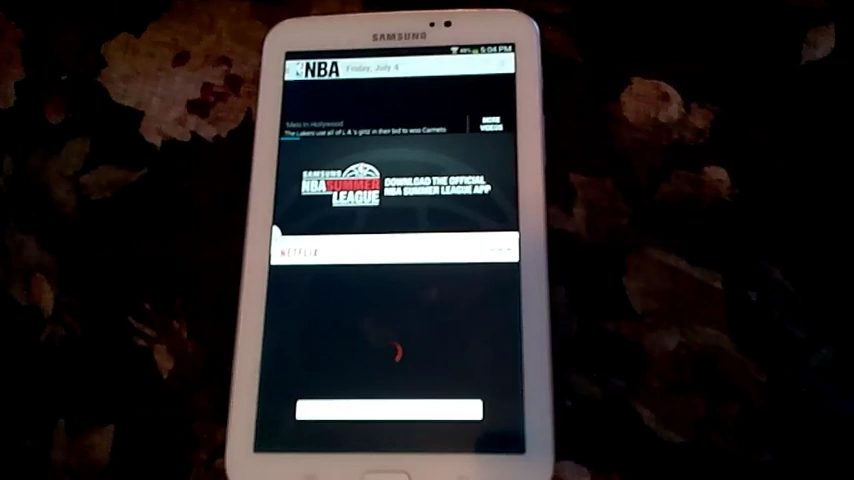 SAMSUNG
5:04 PM
NBA Friday, July 4
'Melo In Hollywood
The Lakers use all of L.A.'s glitz in their bid to woo Carmelo
MORE
VIDEOS
SAMSUNG
NBA SUMMER
LEAGUE
DOWNLOAD THE OFFICIAL
NBA SUMMER LEAGUE APP
NETFLIX